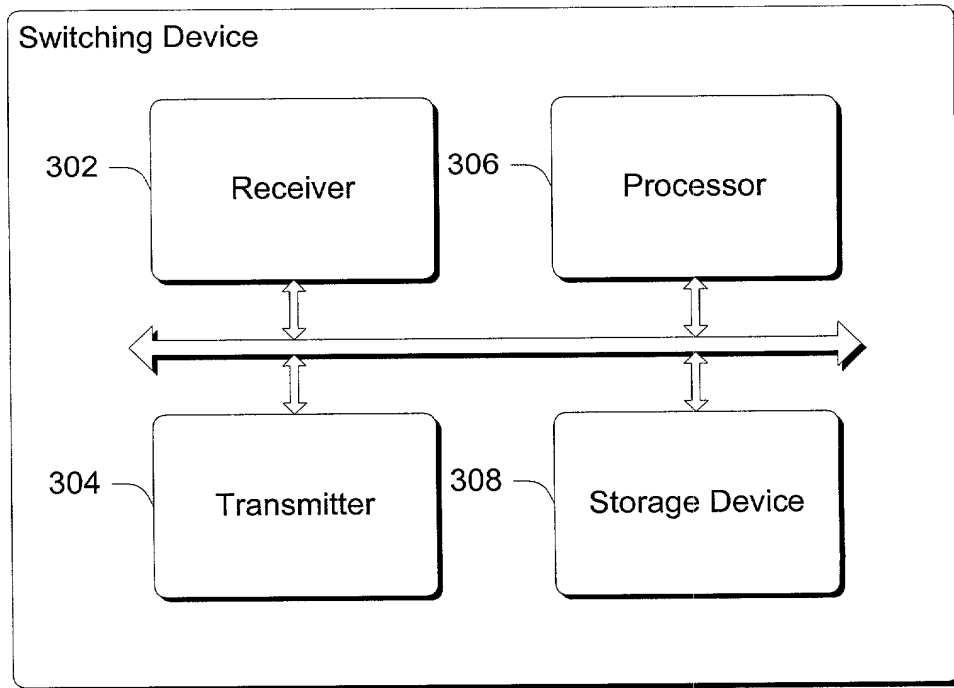 Switching Device
302
Receiver
306
Processor
304
Transmitter
308
Storage Device